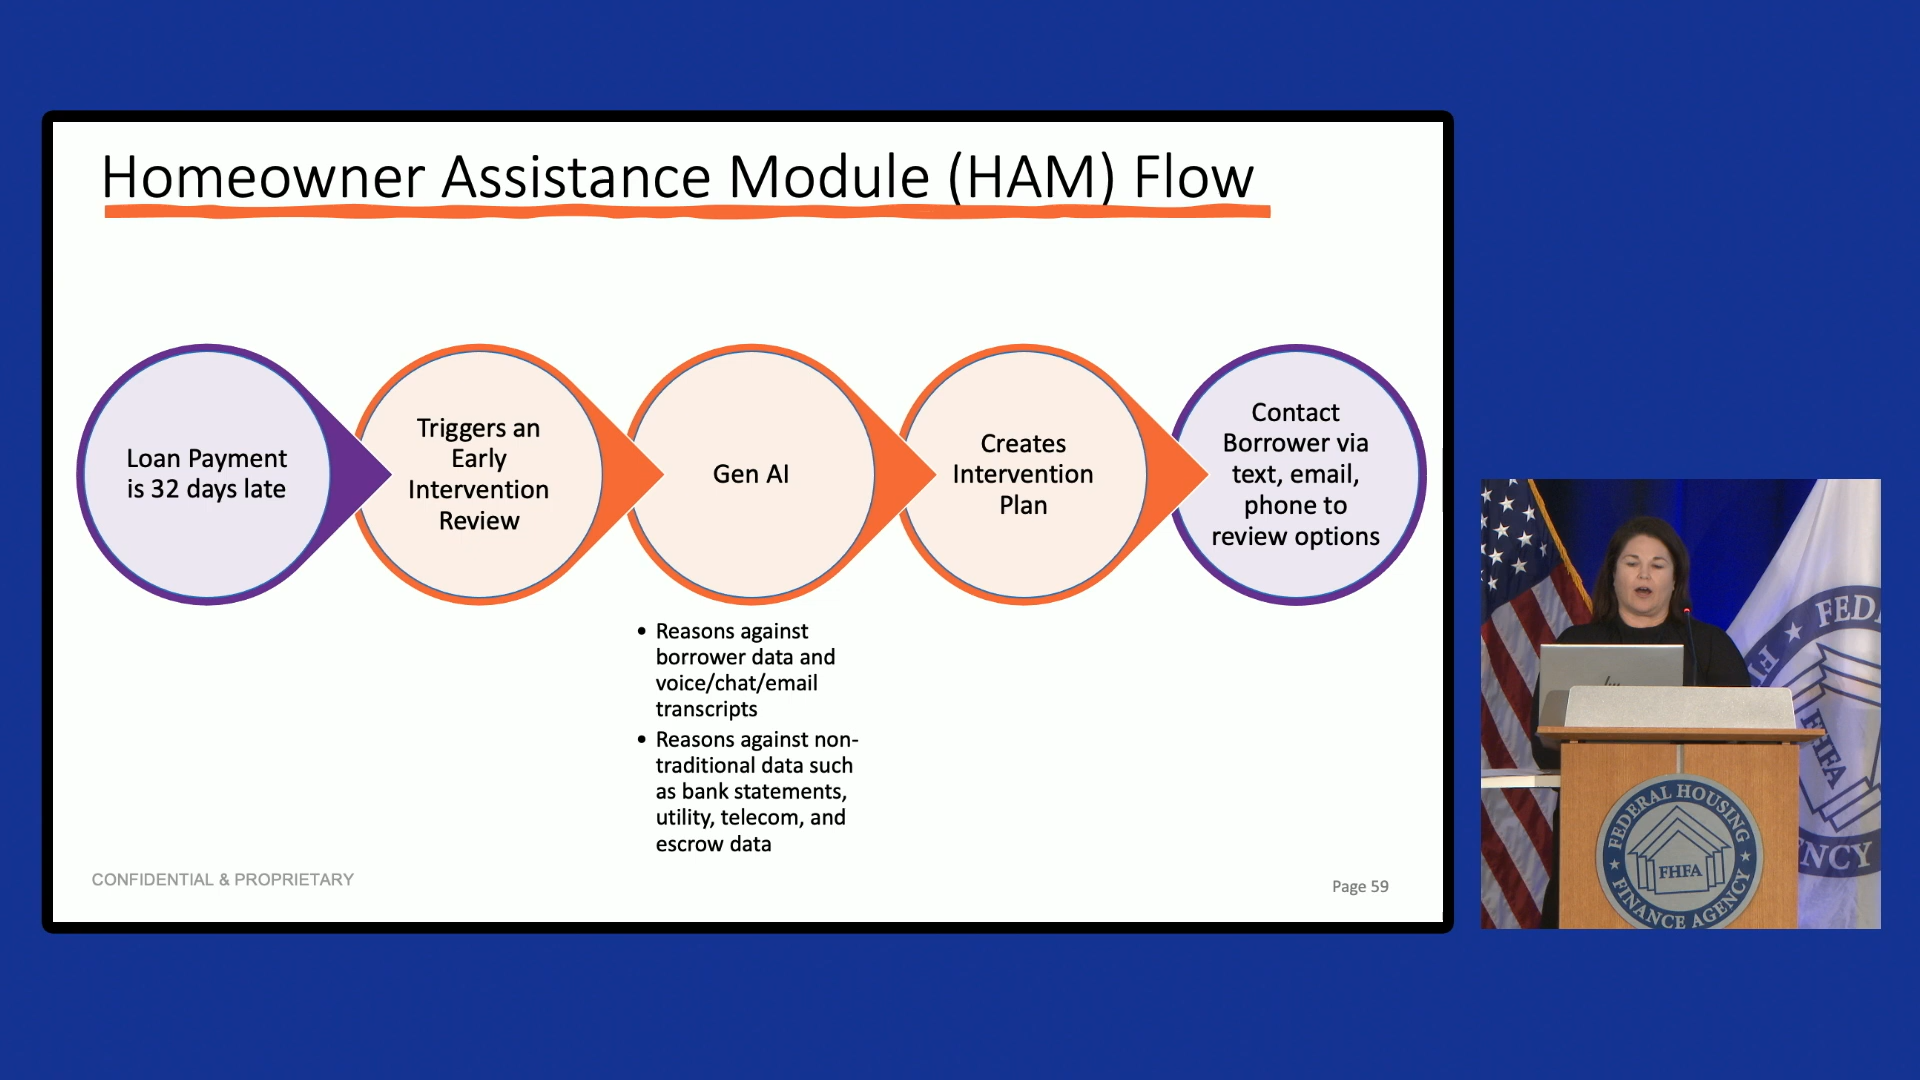 Homeowner Assistance Module (HAM) Flow
Loan Payment
is 32 days late
Triggers an
Early
Intervention
Review
Gen AI
Creates
Intervention
Plan
Contact
Borrower via
text, email,
phone to
review options
• Reasons against
borrower data and
voice/chat/email
transcripts
• Reasons against non-
traditional data such
as bank statements,
utility, telecom, and
escrow data
CONFIDENTIAL & PROPRIETARY
Page 59
FHFA
FEDERAL HOUSING
FINANCE AGENCY
FHFA